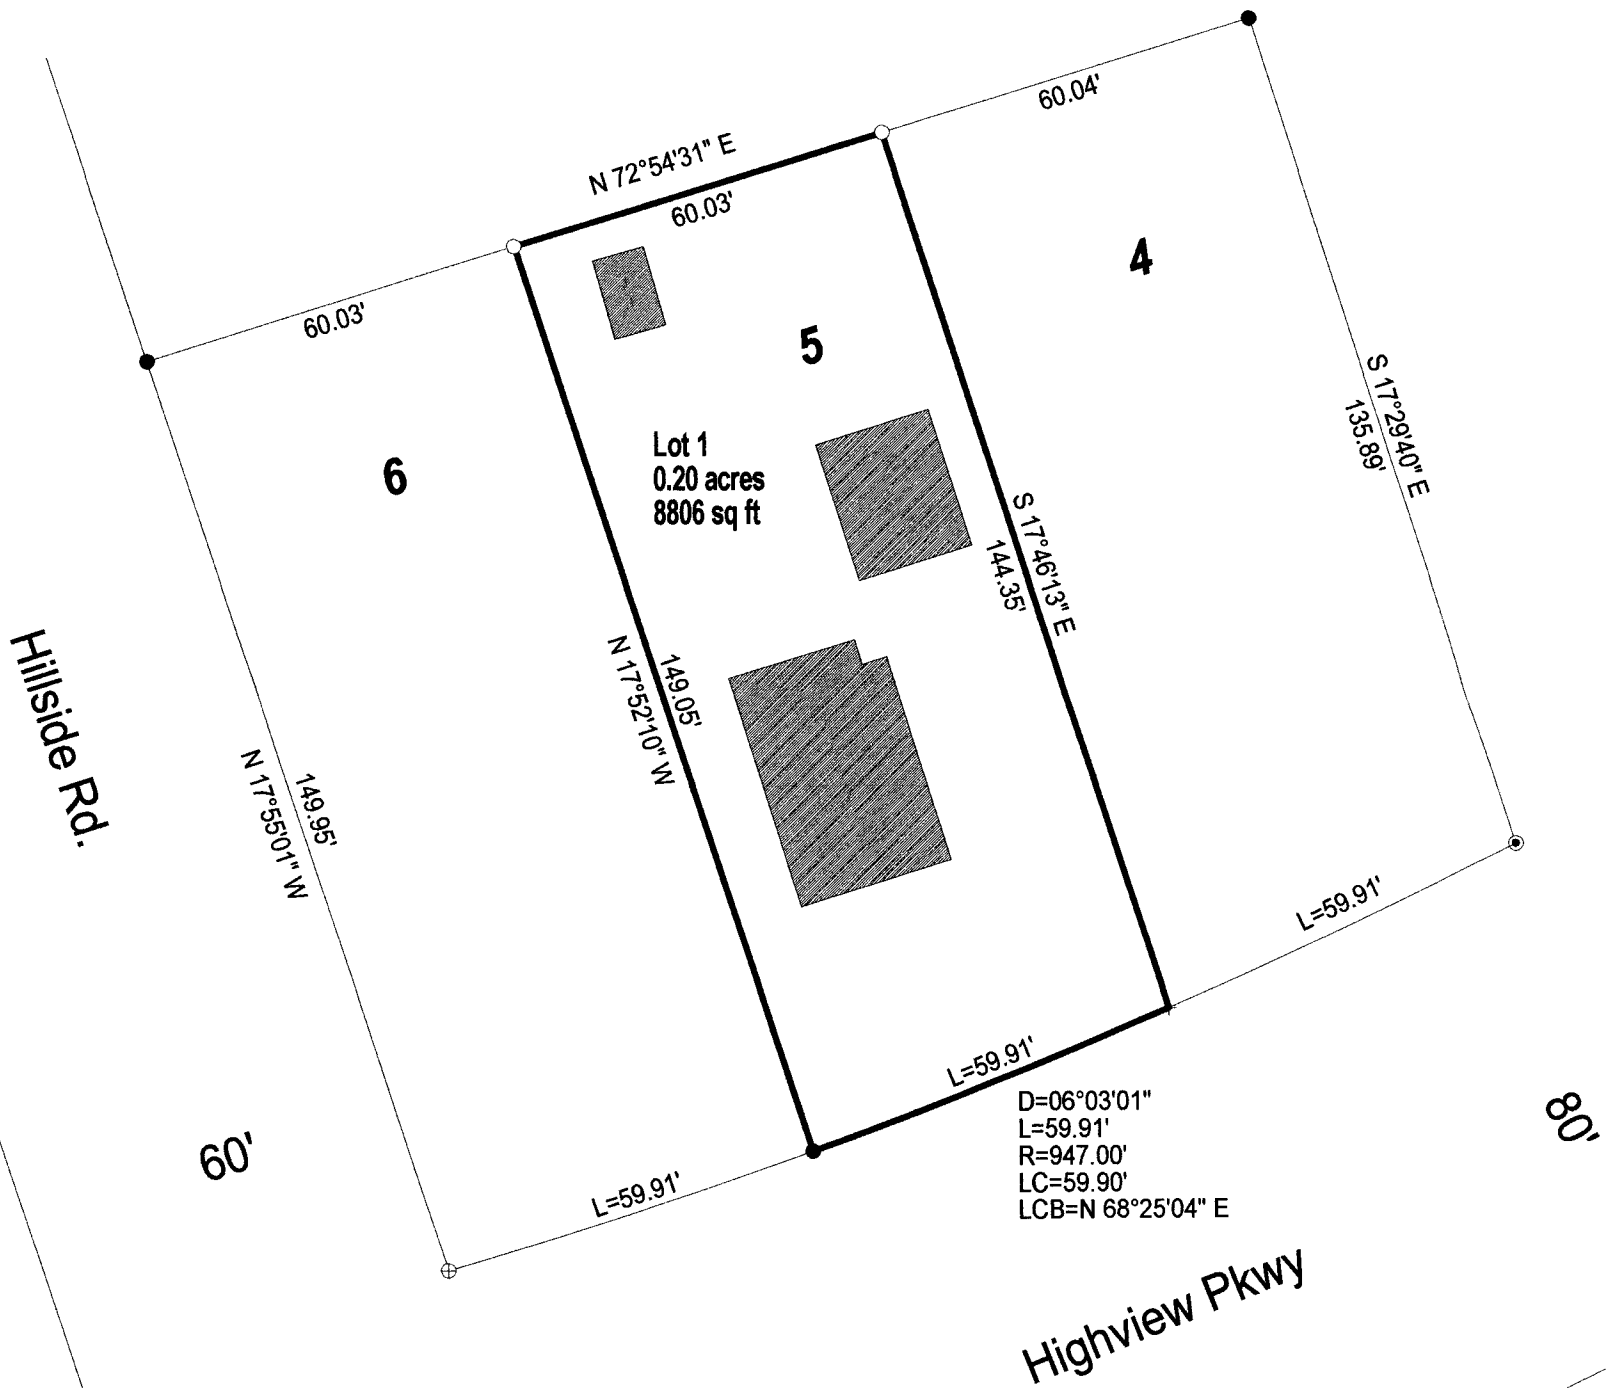 60.04'
N 72°54'31" E
60.03'
60.03'
4
5
6
Lot 1
0.20 acres
8806 sq ft
S 17°29'40" E
135.89'
S 17°46'13" E
144.35'
N 17°52'10" W
149.05'
N 17°55'01" W
149.95'
Hillside Rd.
60'
L=59.91'
L=59.91'
L=59.91'
D=06°03'01"
L=59.91'
R=947.00'
LC=59.90'
LCB=N 68°25'04" E
80'
Highview Pkwy